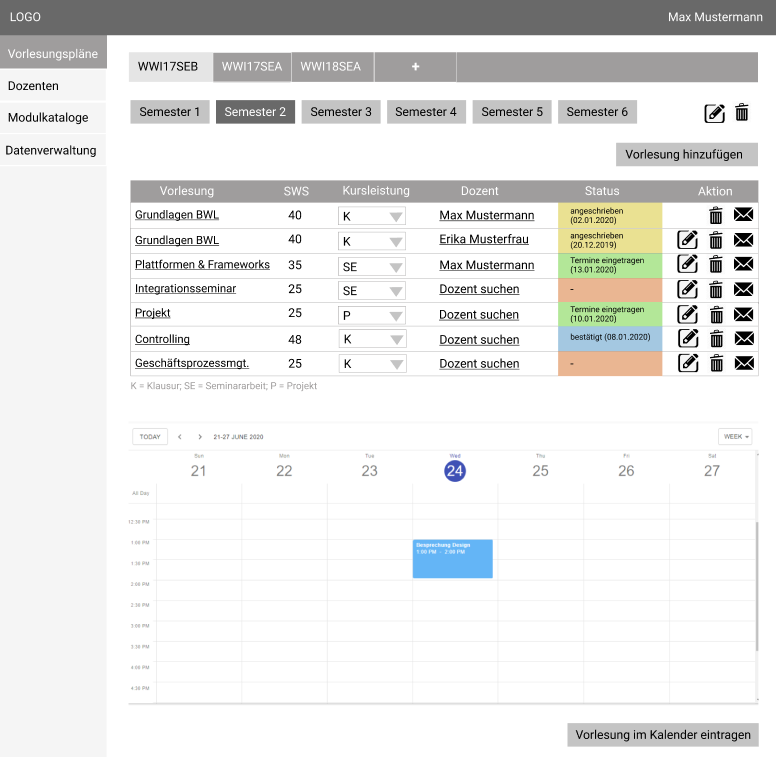 LOGO
Max Mustermann
Vorlesungspläne
Dozenten
Modulkataloge
Datenverwaltung
WWI17SEB WWI17SEA WWI18SEA +
Semester 1 Semester 2 Semester 3 Semester 4 Semester 5 Semester 6
Vorlesung hinzufügen
Vorlesung SWS Kursleistung Dozent Status Aktion
Grundlagen BWL 40 K Max Mustermann angeschrieben
(02.01.2020)
Grundlagen BWL 40 K Erika Musterfrau angeschrieben
(20.12.2019)
Plattformen & Frameworks 35 SE Max Mustermann Termine eingetragen
(13.01.2020)
Integrationsseminar 25 SE Dozent suchen -
Projekt 25 P Dozent suchen Termine eingetragen
(10.01.2020)
Controlling 48 K Dozent suchen bestätigt (08.01.2020)
Geschäftsprozessmgt. 25 K Dozent suchen -
K = Klausur; SE = Seminararbeit; P = Projekt
TODAY < > 21-27 JUNE 2020 WEEK
Sun Mon Tue Wed Thu Fri Sat
21 22 23 24 25 26 27
All Day
12:30 PM
1:00 PM
Besprechung Design
1:00 PM - 2:00 PM
1:30 PM
2:00 PM
2:30 PM
3:00 PM
3:30 PM
4:00 PM
4:30 PM
Vorlesung im Kalender eintragen